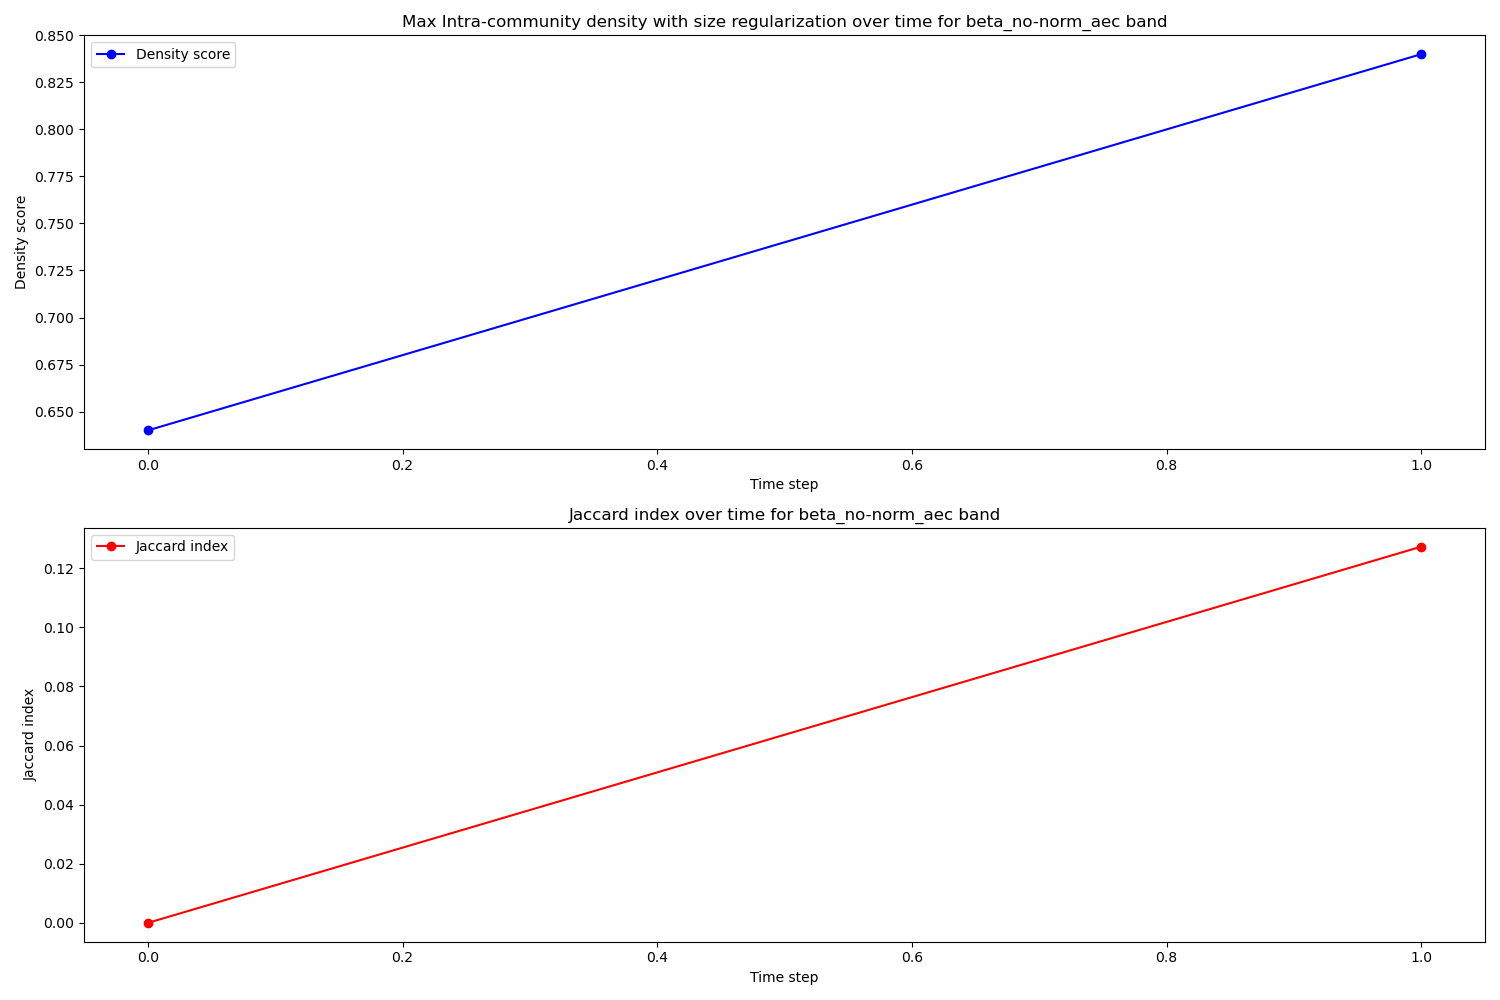 Max Intra-community density with size regularization over time for beta_no-norm_aec band
Density score
0.850
0.825
0.800
0.775
0.750
0.725
0.700
0.675
0.650
Density score
0.0 0.2 0.4 0.6 0.8 1.0
Time step
Jaccard index over time for beta_no-norm_aec band
Jaccard index
0.12
0.10
0.08
0.06
0.04
0.02
0.00
Jaccard index
0.0 0.2 0.4 0.6 0.8 1.0
Time step